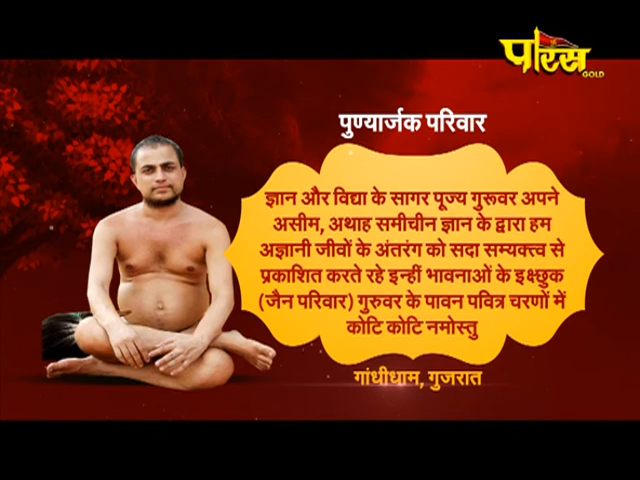 पारस
GOLD
पुण्यार्जक परिवार
ज्ञान और विद्या के सागर पूज्य गुरूवर अपने
असीम, अथाह समीचीन ज्ञान के द्वारा हम
अज्ञानी जीवों के अंतरंग को सदा सम्यक्त्व से
प्रकाशित करते रहे इन्हीं भावनाओं के इक्ष्छुक
(जैन परिवार) गुरुवर के पावन पवित्र चरणों में
कोटि कोटि नमोस्तु
गांधीधाम, गुजरात